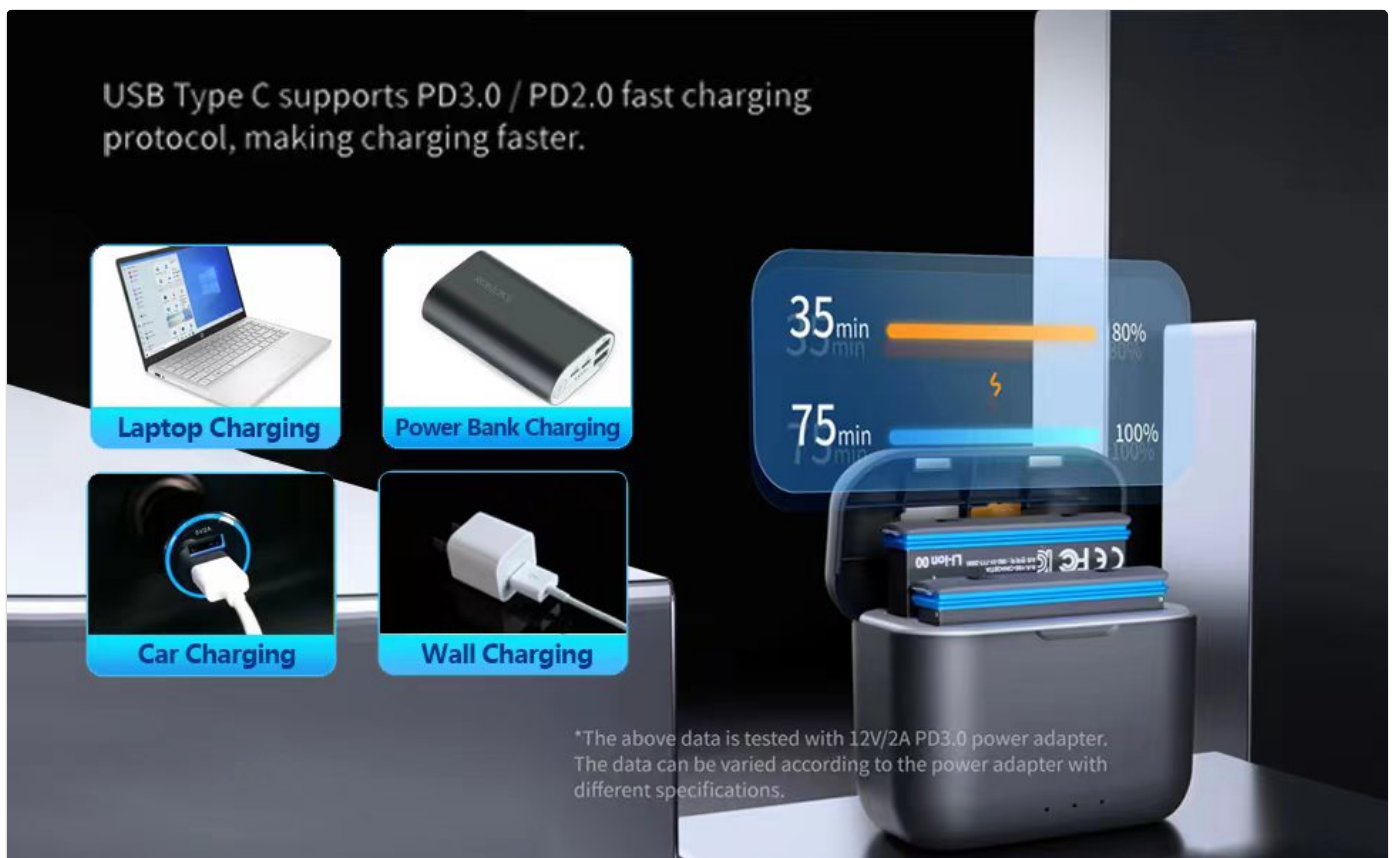 USB Type C supports PD3.0 / PD2.0 fast charging
protocol, making charging faster.
Laptop Charging
Power Bank Charging
Car Charging
Wall Charging
5V2A
35min 80%
75min 100%
Li-ion 00
*The above data is tested with 12V/2A PD3.0 power adapter.
The data can be varied according to the power adapter with
different specifications.